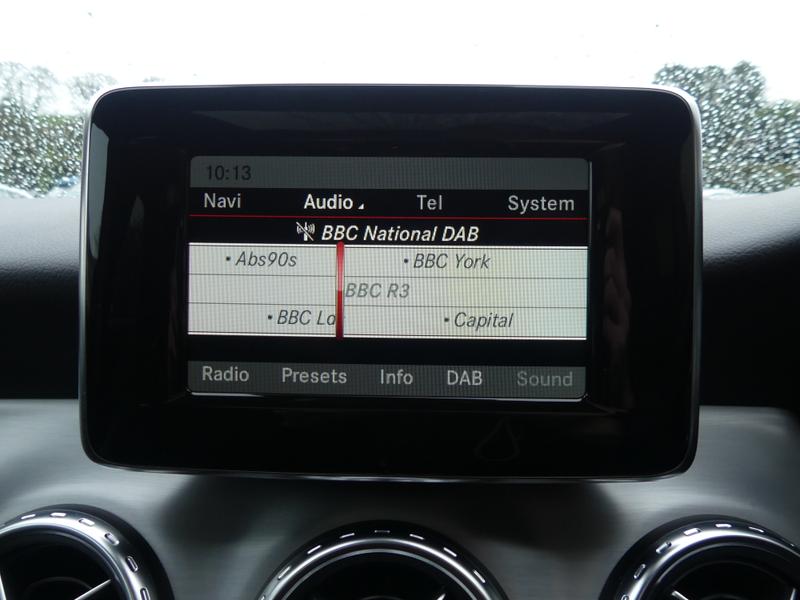 10:13
Navi Audio Tel System
BBC National DAB
• Abs90s • BBC York
BBC R3
• BBC Lo • Capital
Radio Presets Info DAB Sound